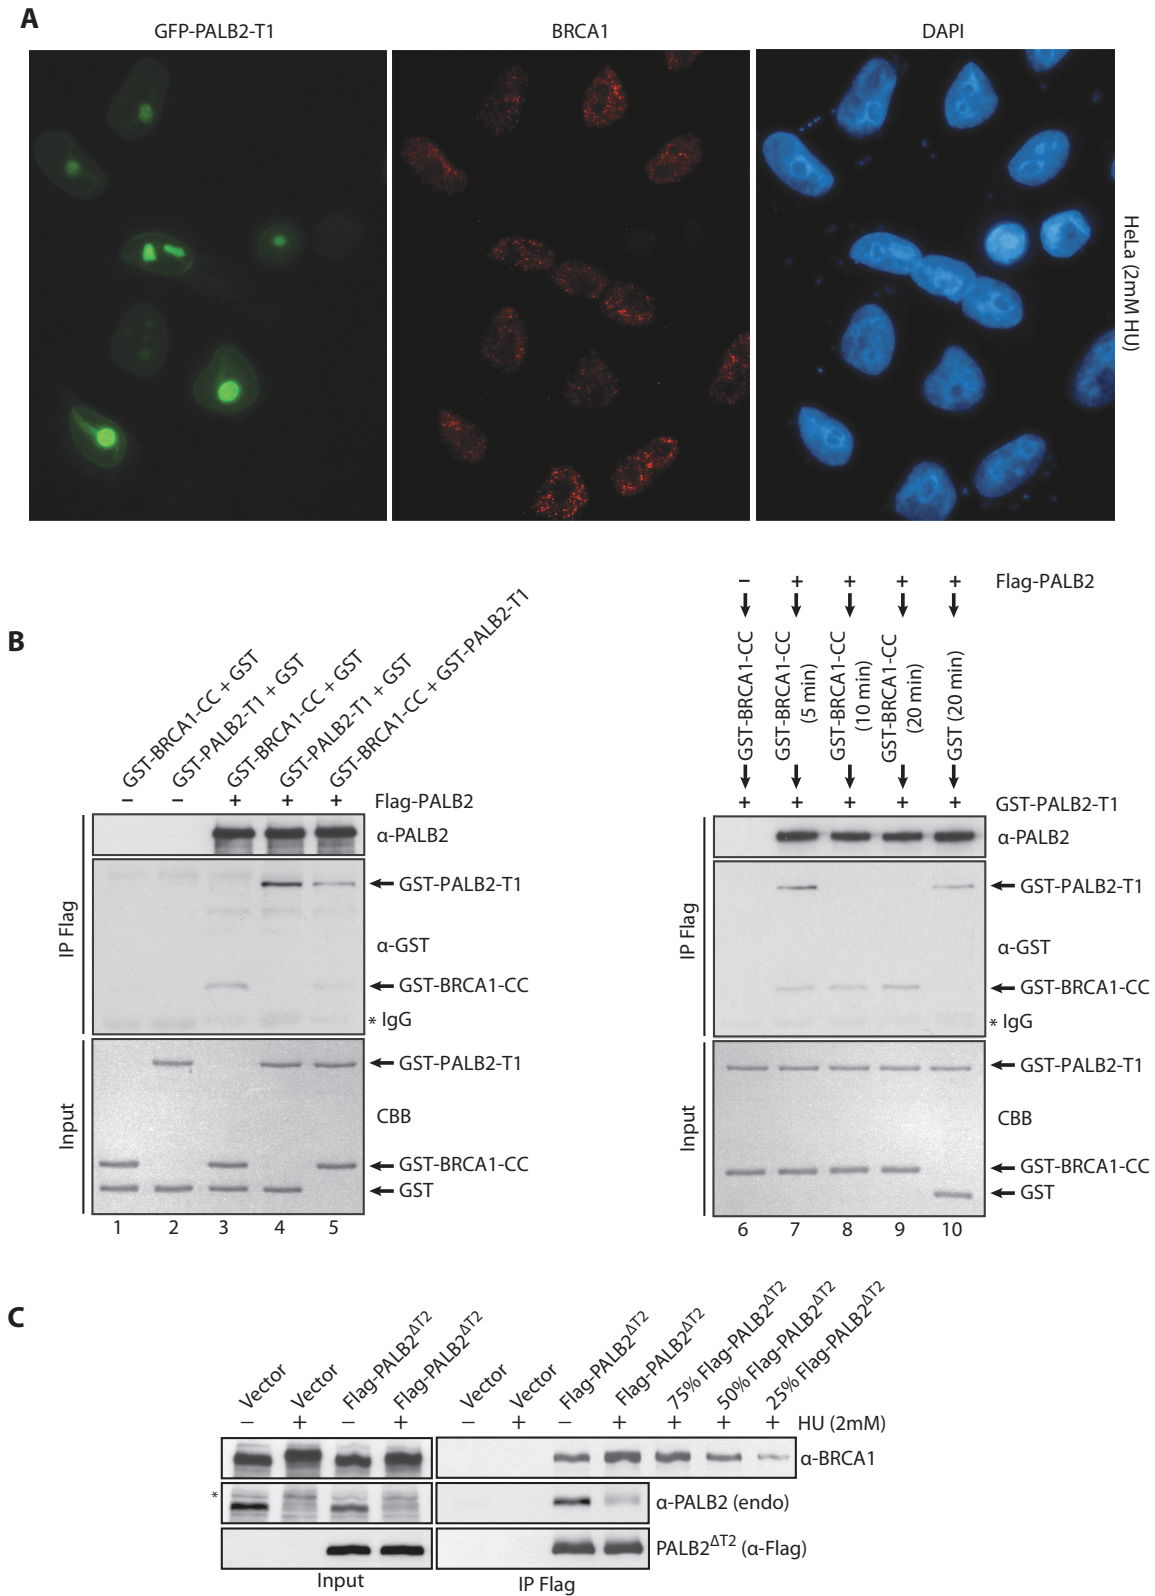 A
GFP-PALB2-T1
BRCA1
DAPI
HeLa (2mM HU)
B
GST-BRCA1-CC + GST
GST-PALB2-T1 + GST
GST-BRCA1-CC + GST
GST-PALB2-T1 + GST
GST-BRCA1-CC + GST-PALB2-T1
– – + + + Flag-PALB2
IP Flag
α-PALB2
GST-PALB2-T1
α-GST
GST-BRCA1-CC
* IgG
Input
GST-PALB2-T1
CBB
GST-BRCA1-CC
GST
1 2 3 4 5
– + + + + Flag-PALB2
GST-BRCA1-CC
GST-BRCA1-CC (5 min)
GST-BRCA1-CC (10 min)
GST-BRCA1-CC (20 min)
GST (20 min)
+ + + + + GST-PALB2-T1
IP Flag
α-PALB2
GST-PALB2-T1
α-GST
GST-BRCA1-CC
* IgG
Input
GST-PALB2-T1
CBB
GST-BRCA1-CC
GST
6 7 8 9 10
C
Vector
Vector
Flag-PALB2ΔT2
Flag-PALB2ΔT2
Vector
Vector
Flag-PALB2ΔT2
Flag-PALB2ΔT2
75% Flag-PALB2ΔT2
50% Flag-PALB2ΔT2
25% Flag-PALB2ΔT2
– + – + – + – + + + + HU (2mM)
α-BRCA1
*
α-PALB2 (endo)
PALB2ΔT2 (α-Flag)
Input
IP Flag